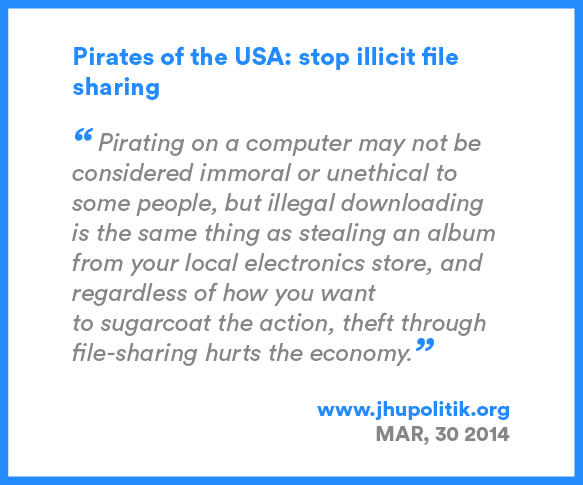 Pirates of the USA: stop illicit file
sharing
“ Pirating on a computer may not be
considered immoral or unethical to
some people, but illegal downloading
is the same thing as stealing an album
from your local electronics store, and
regardless of how you want
to sugarcoat the action, theft through
file-sharing hurts the economy.”
www.jhupolitik.org
MAR, 30 2014